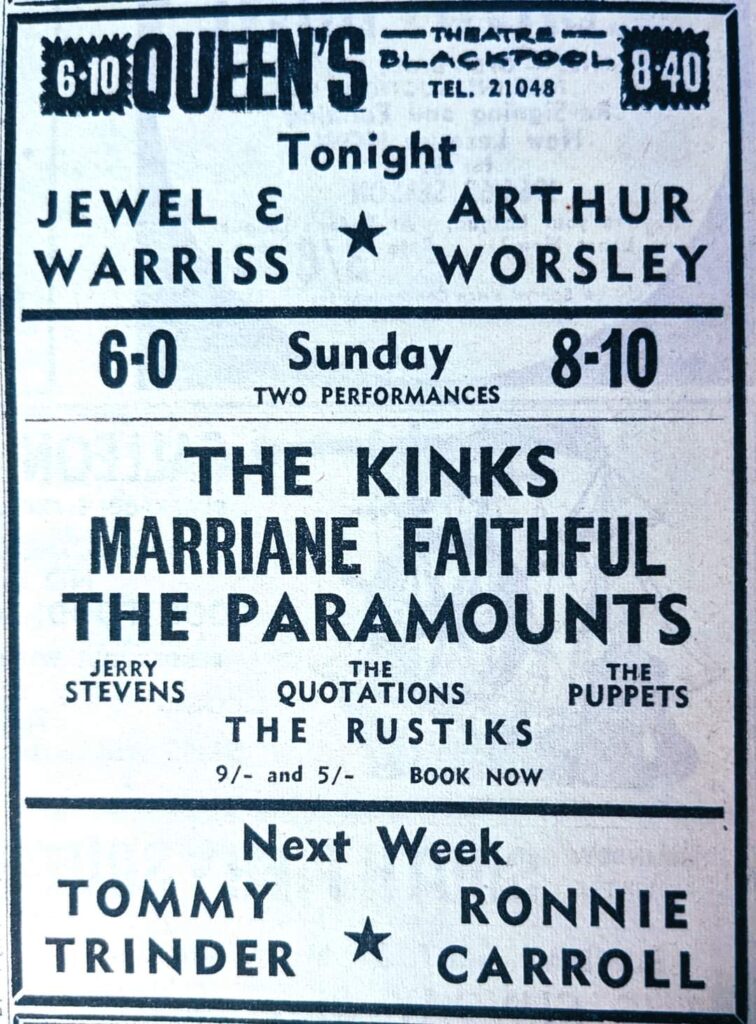 6·10 QUEEN'S THEATRE BLACKPOOL TEL. 21048 8·40
Tonight
JEWEL & WARRISS ★ ARTHUR WORSLEY
6-0 Sunday 8-10
TWO PERFORMANCES
THE KINKS
MARRIANE FAITHFUL
THE PARAMOUNTS
JERRY STEVENS THE QUOTATIONS THE PUPPETS
THE RUSTIKS
9/- and 5/- BOOK NOW
Next Week
TOMMY TRINDER ★ RONNIE CARROLL